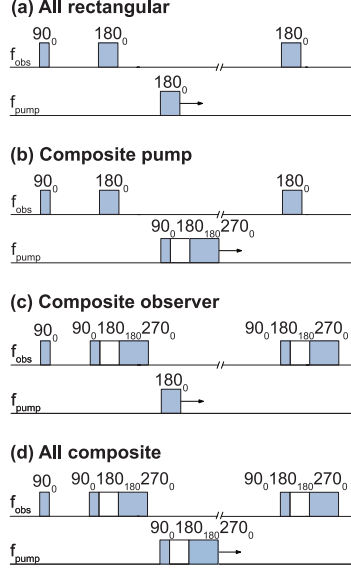 (a) All rectangular
90₀ 180₀ 180₀
f_obs
180₀
f_pump
(b) Composite pump
90₀ 180₀ 180₀
f_obs
90₀180₁₈₀270₀
f_pump
(c) Composite observer
90₀ 90₀180₁₈₀270₀ 90₀180₁₈₀270₀
f_obs
180₀
f_pump
(d) All composite
90₀ 90₀180₁₈₀270₀ 90₀180₁₈₀270₀
f_obs
90₀180₁₈₀270₀
f_pump